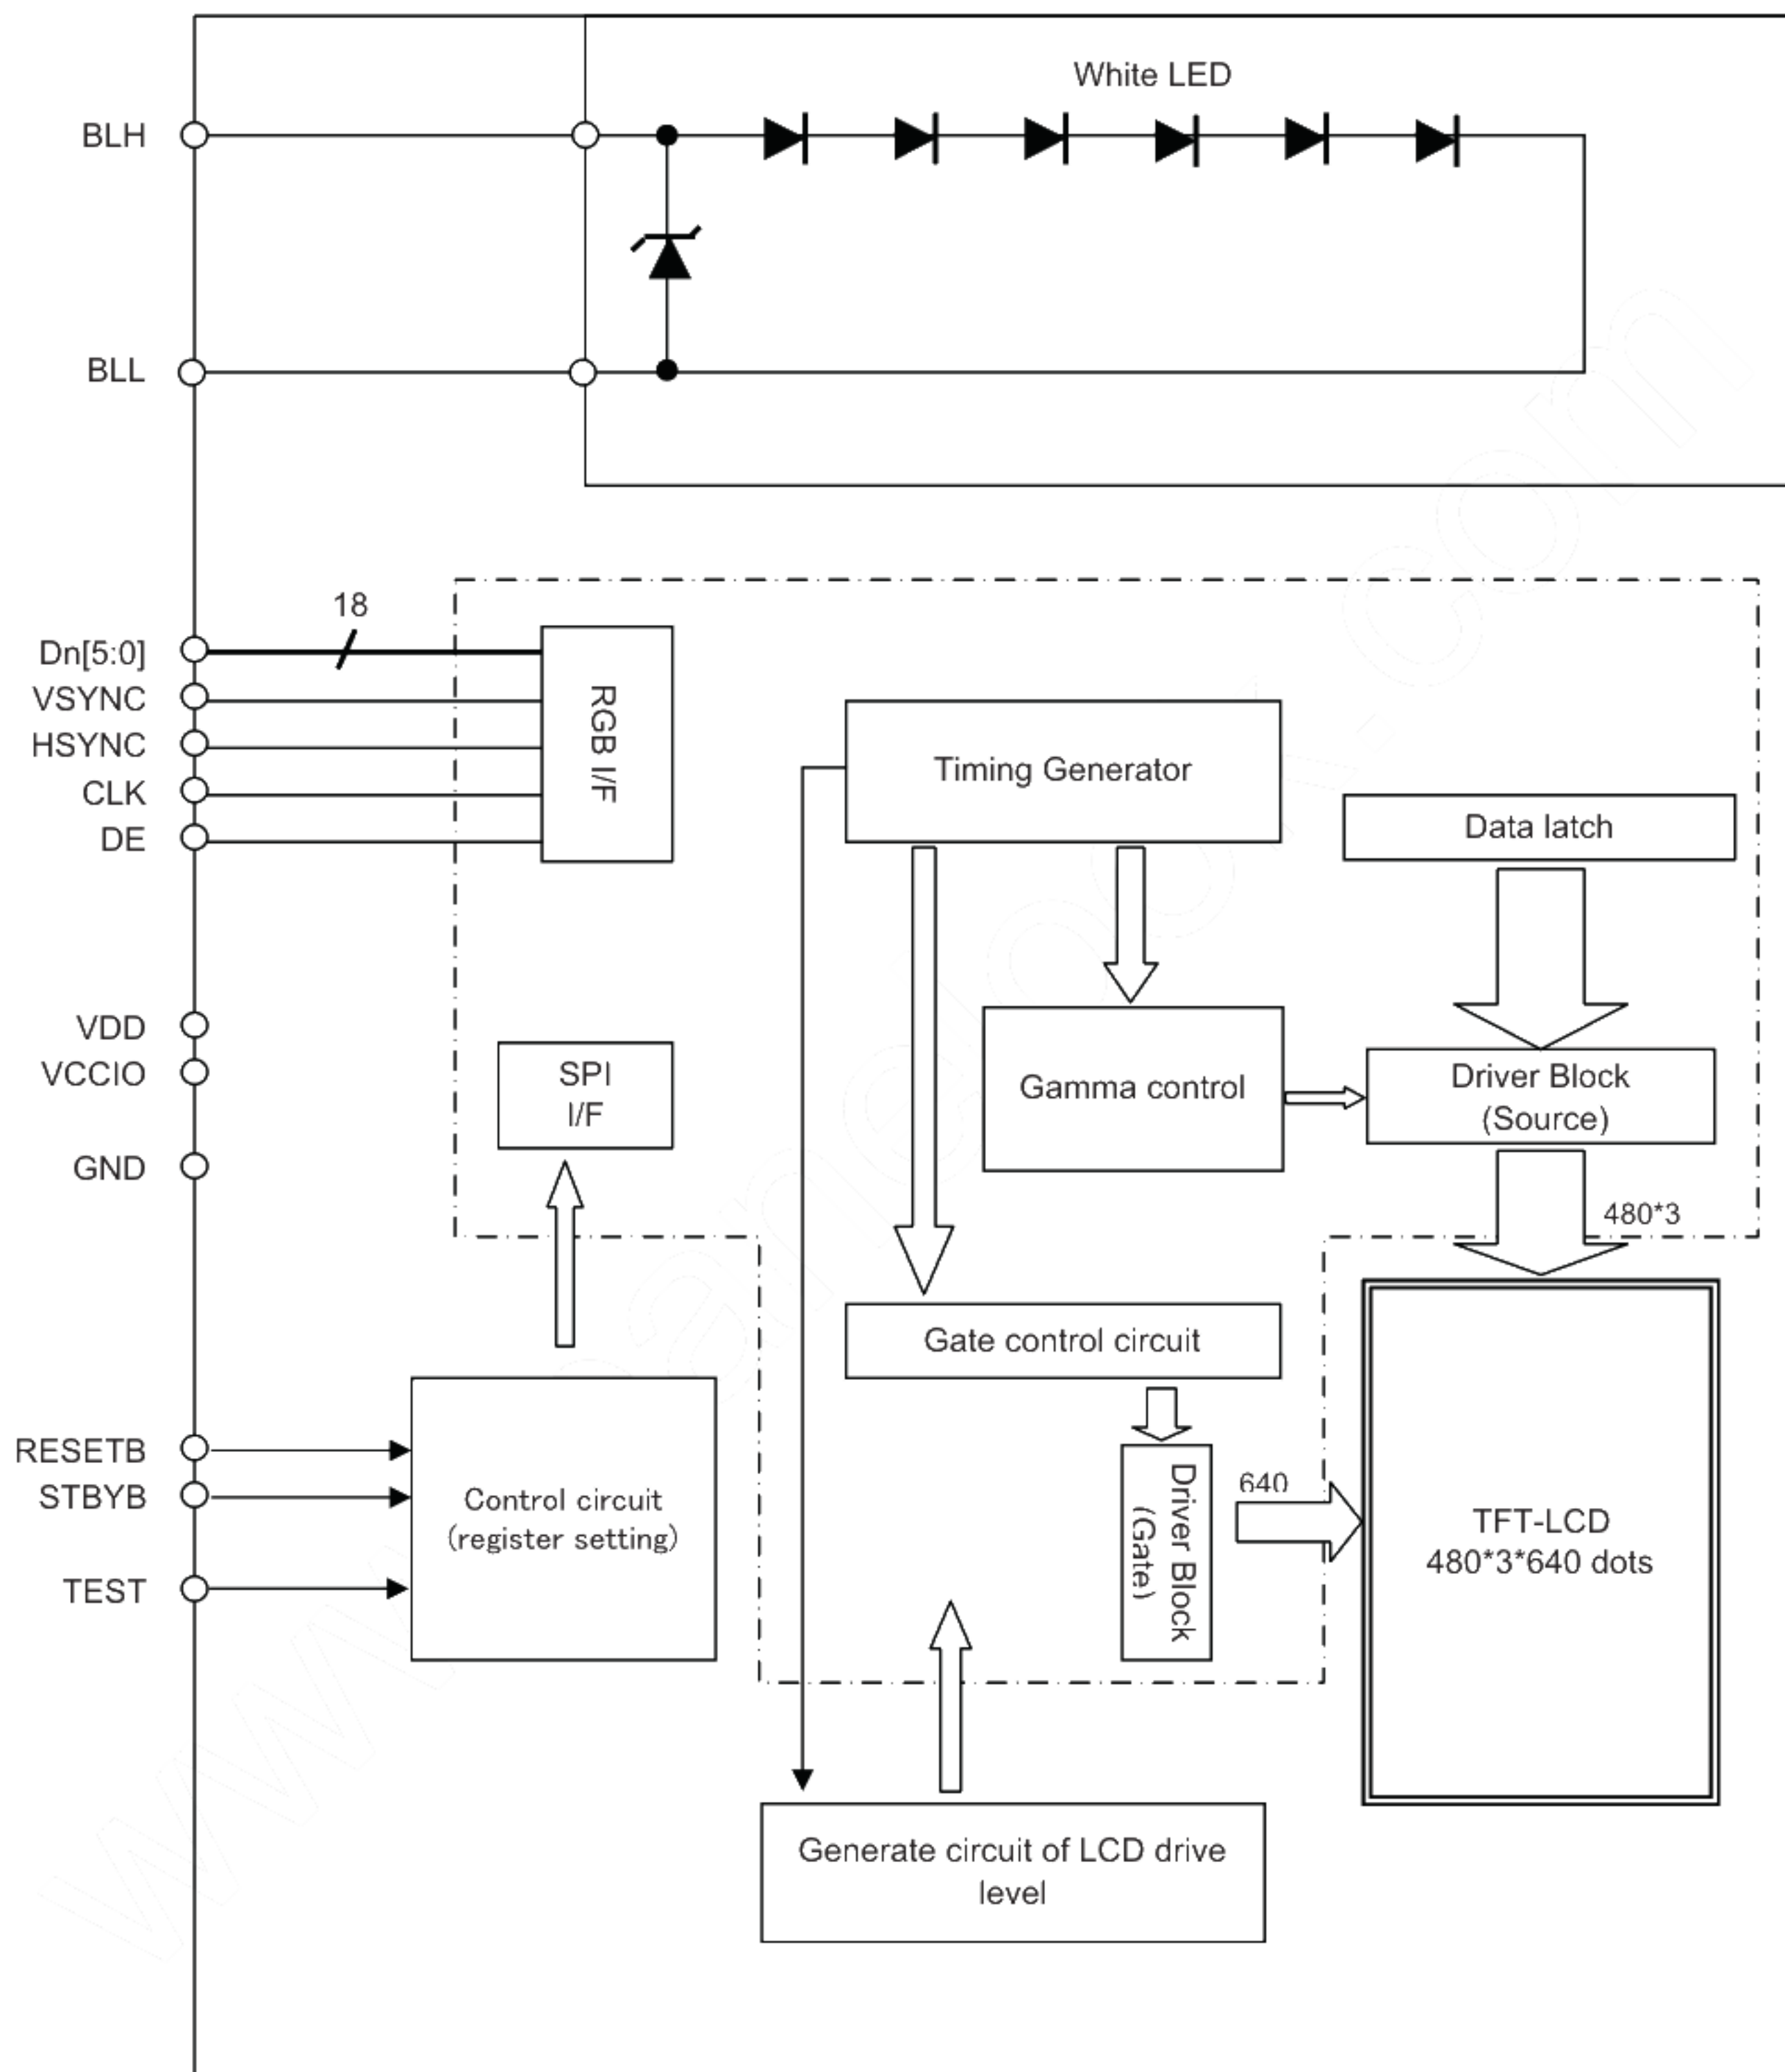 White LED
BLH
BLL
18
Dn[5:0]
VSYNC
HSYNC
CLK
DE
RGB I/F
Timing Generator
Data latch
VDD
VCCIO
GND
SPI
I/F
Gamma control
Driver Block
(Source)
480*3
Gate control circuit
RESETB
STBYB
TEST
Control circuit
(register setting)
Driver Block
(Gate)
640
TFT-LCD
480*3*640 dots
Generate circuit of LCD drive
level